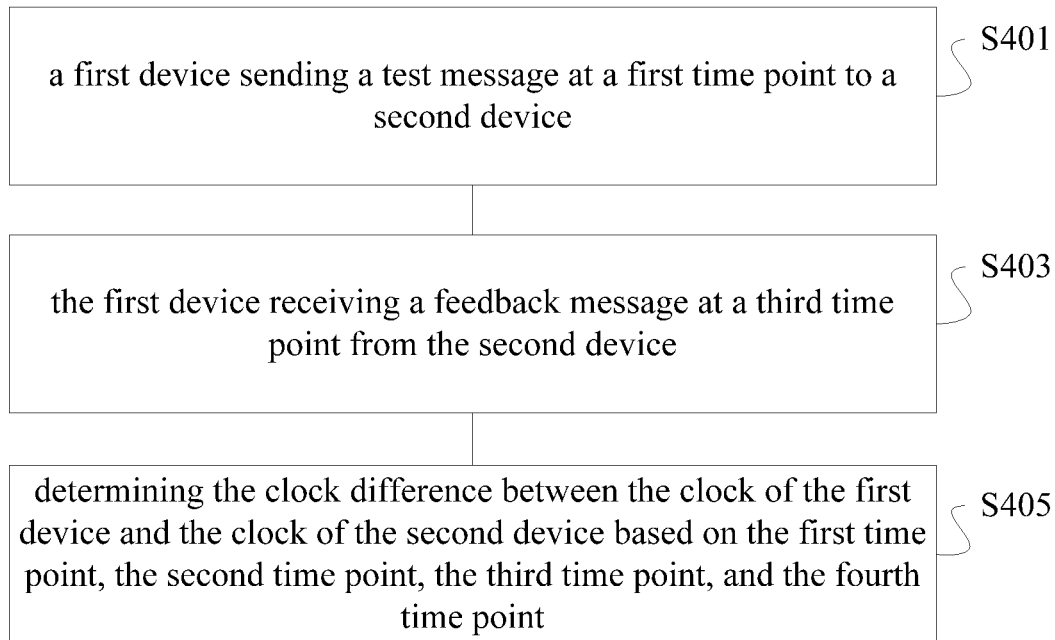 a first device sending a test message at a first time point to a
second device
S401
the first device receiving a feedback message at a third time
point from the second device
S403
determining the clock difference between the clock of the first
device and the clock of the second device based on the first time
point, the second time point, the third time point, and the fourth
time point
S405